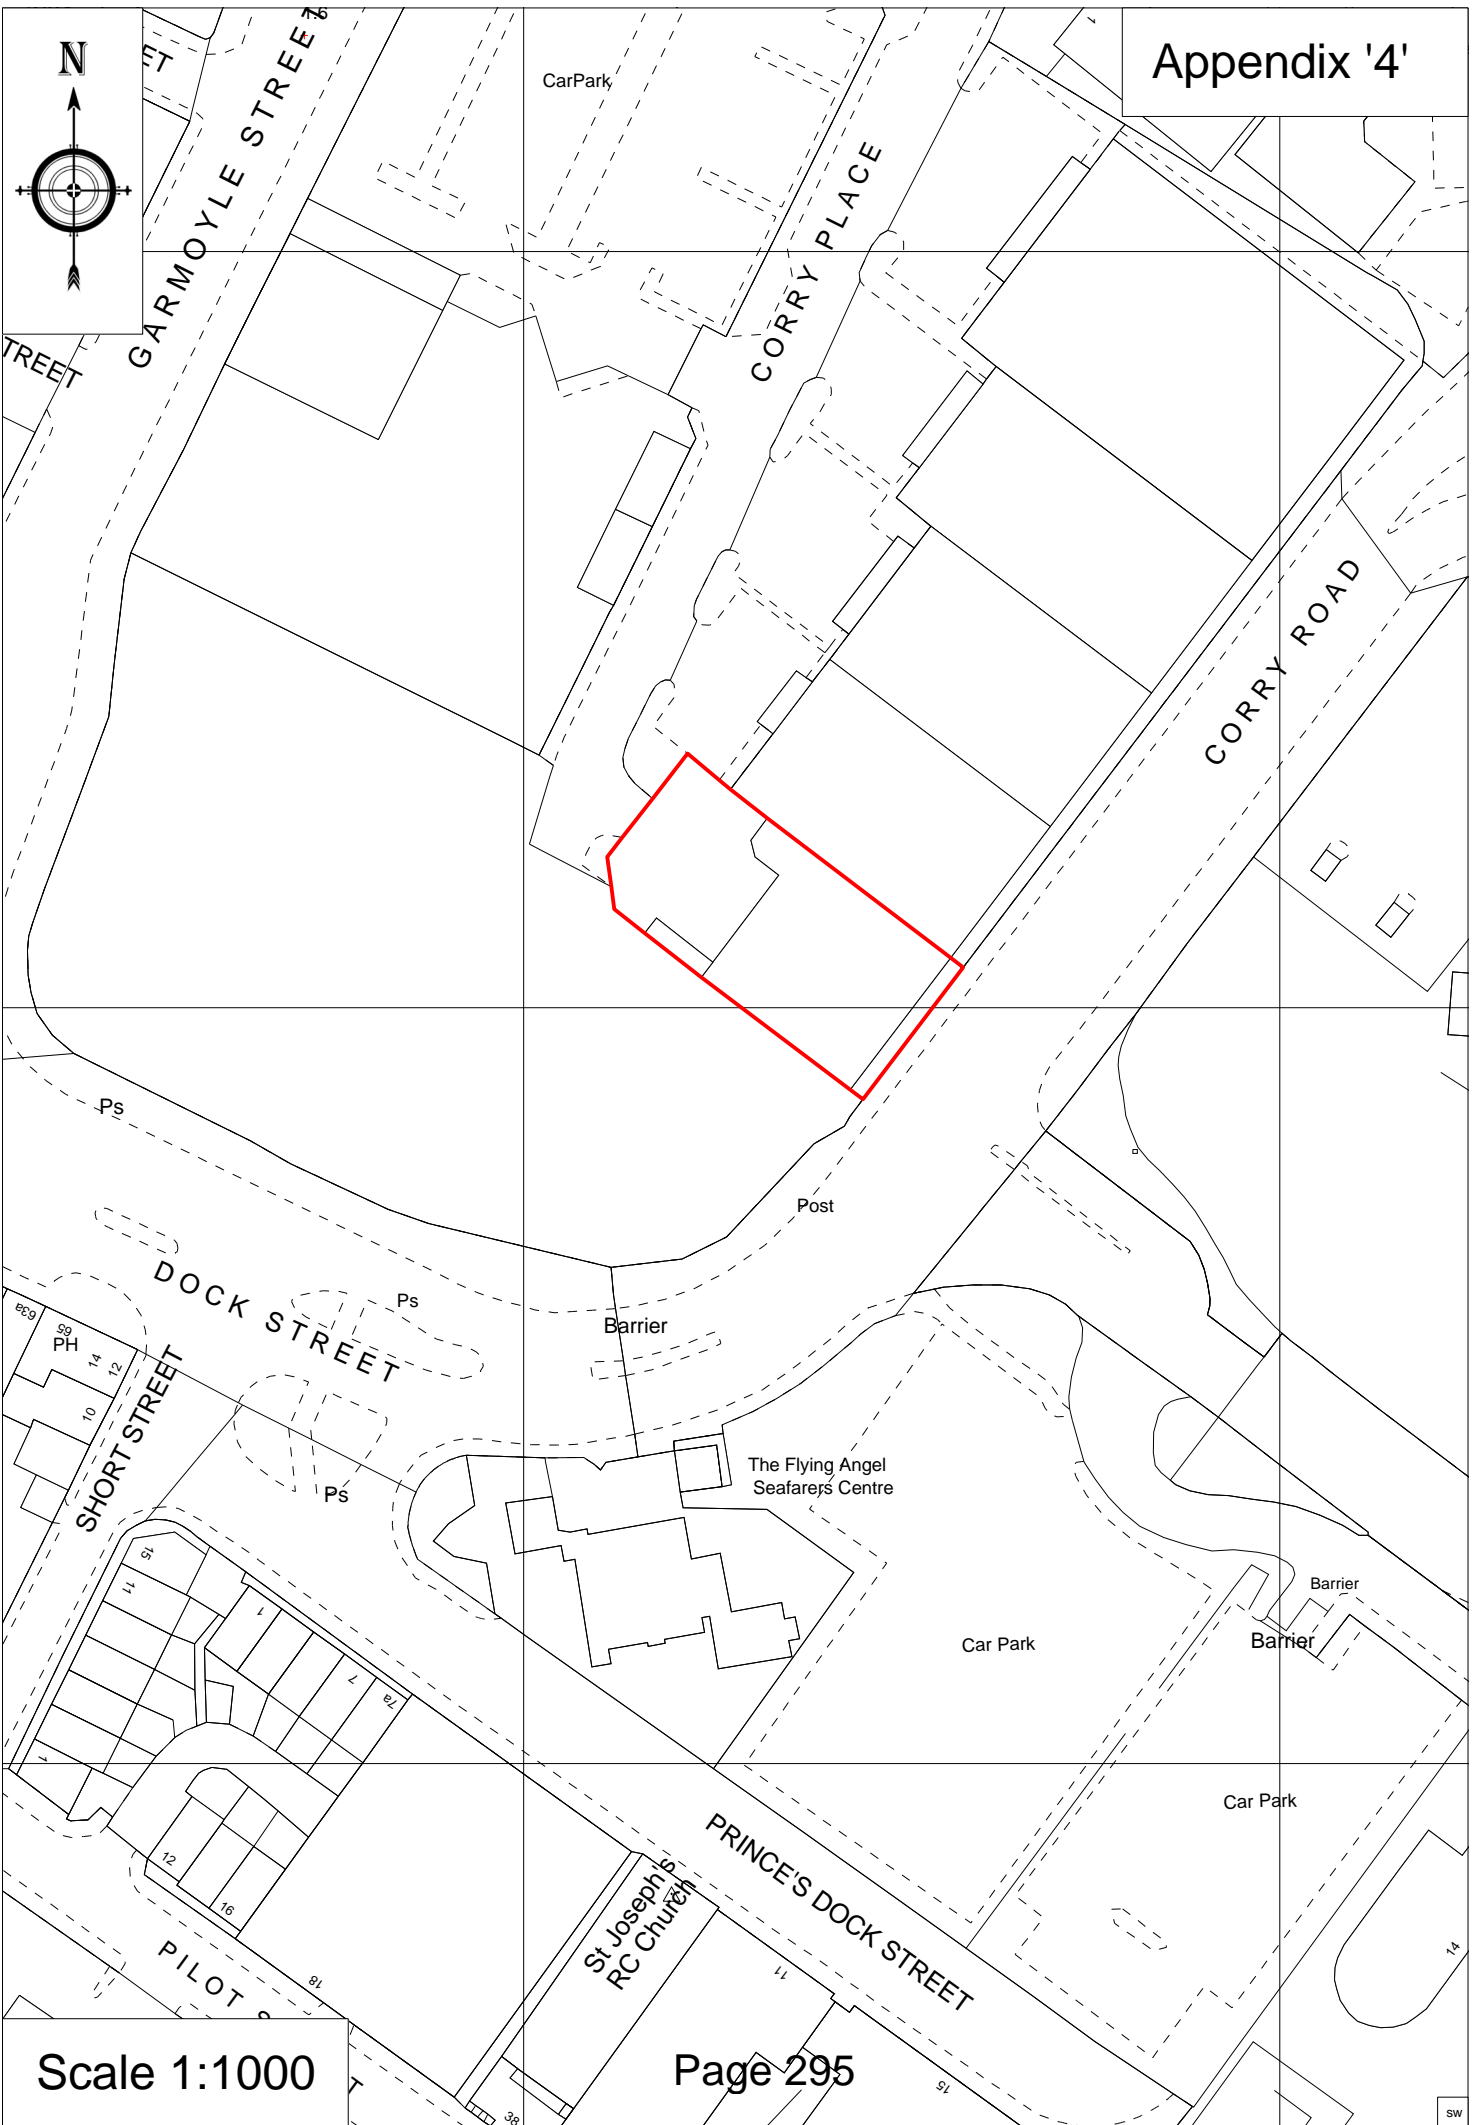 N
Appendix '4'
ET
CarPark
GARMOYLE STREET
CORRY PLACE
TREET
CORRY ROAD
Ps
Post
DOCK STREET
Ps
Barrier
63a
65
PH
14
12
10
SHORT STREET
Ps
The Flying Angel
Seafarers Centre
15
11
1
7
7a
1
Car Park
Barrier
Barrier
Car Park
12
16
PRINCE'S DOCK STREET
St Joseph's
RC Church
PILOT S
18
11
14
Scale 1:1000
T
Page 295
15
38
SW